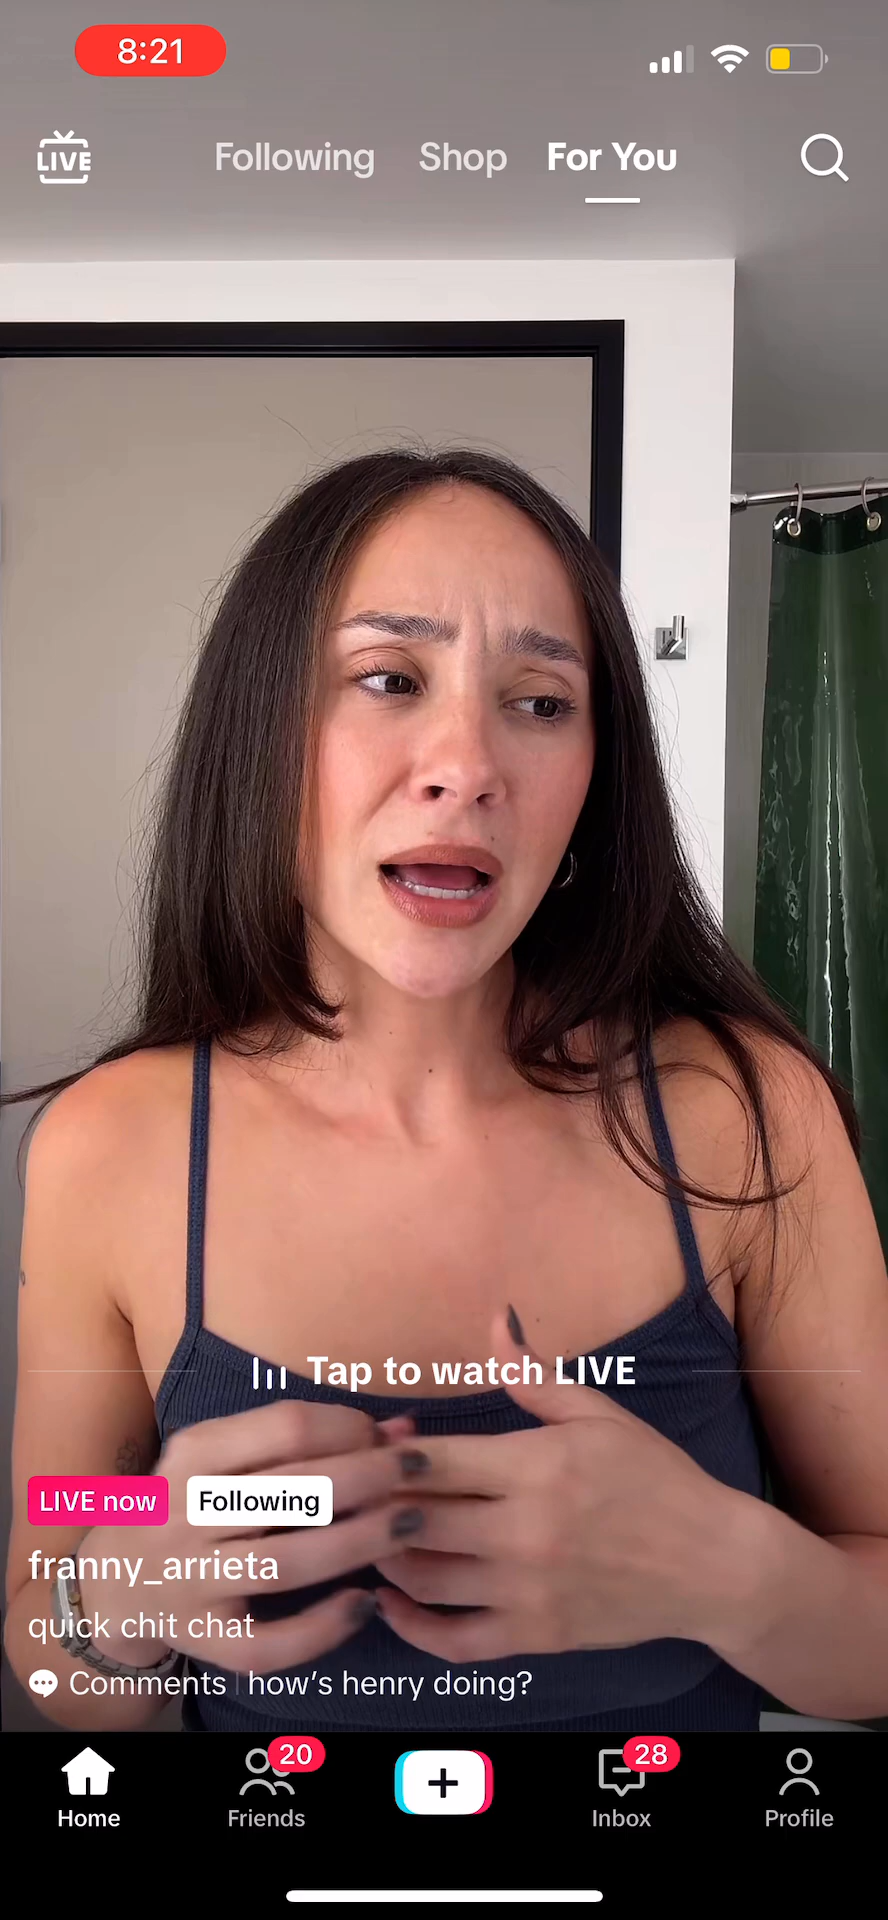 8:21
LIVE
Following
Shop
For You
Tap to watch LIVE
LIVE now
Following
franny_arrieta
quick chit chat
Comments
how's henry doing?
20
28
Home
Friends
Inbox
Profile